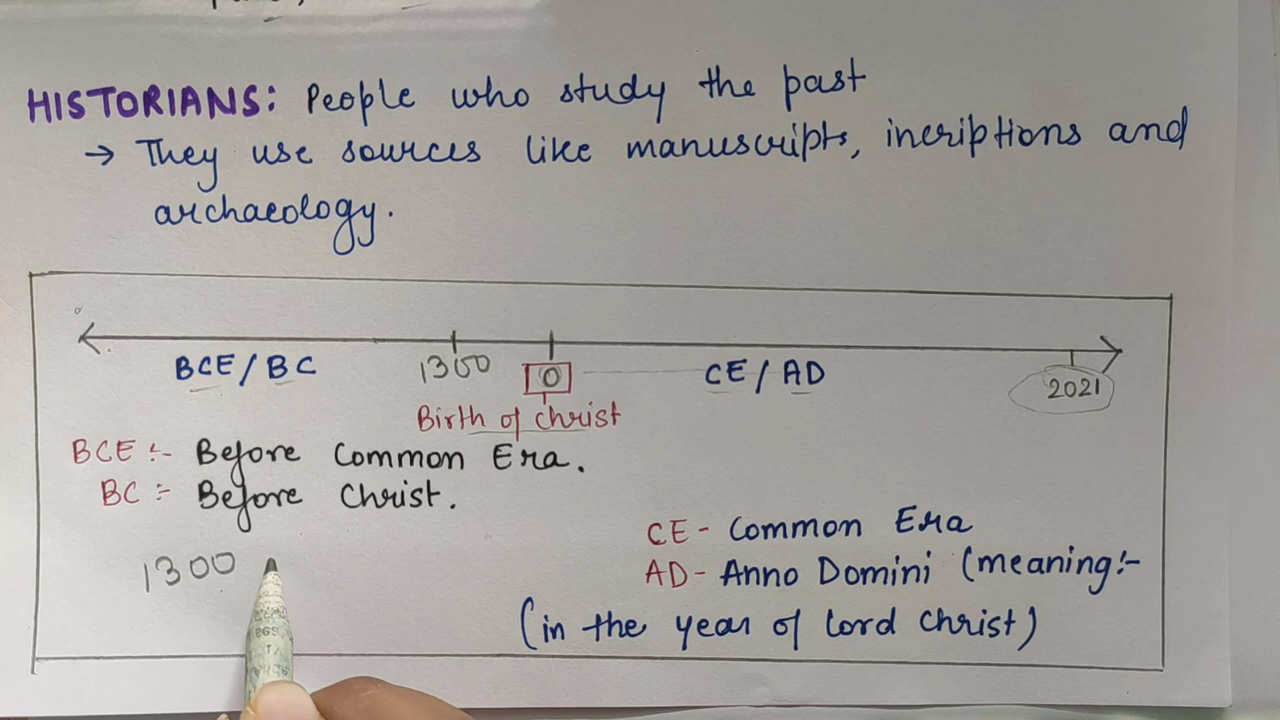 HISTORIANS: People who study the past
→ They use sources like manuscripts, incriptions and
archaeology.
BCE / BC 1300 0 CE / AD 2021
Birth of christ
BCE :- Before Common Era.
BC :- Before Christ.
CE - Common Era
1300
AD - Anno Domini (meaning:-
(in the year of lord christ)